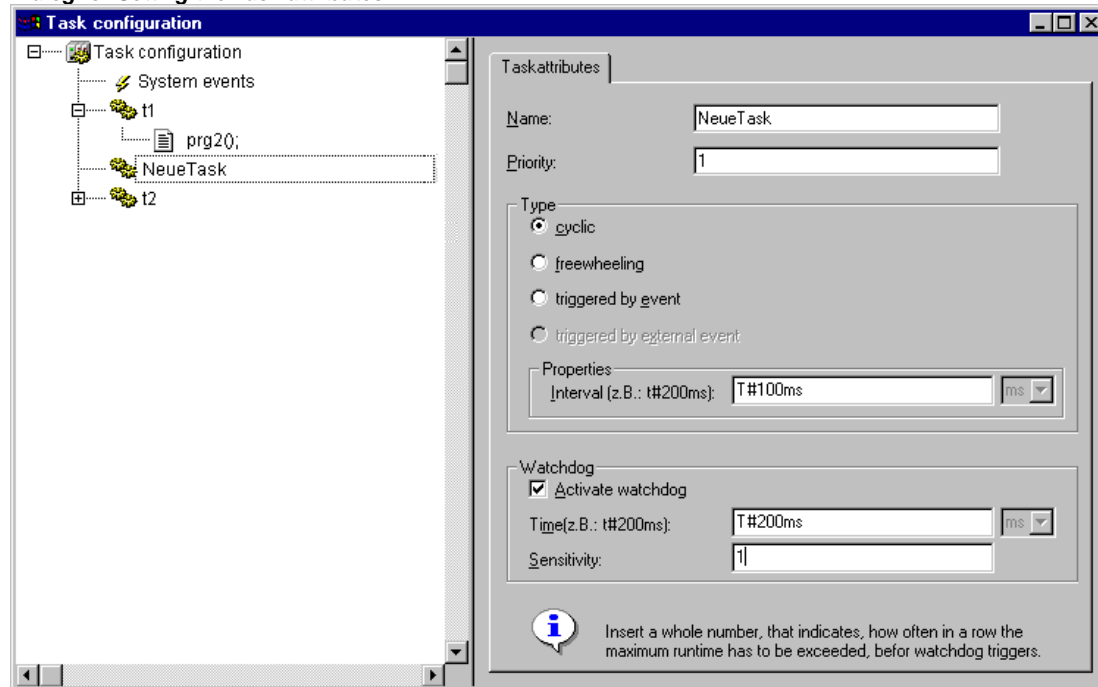 Task configuration
Task configuration
System events
t1
prg2();
NeueTask
t2
Taskattributes
Name:
NeueTask
Priority:
1
Type
cyclic
freewheeling
triggered by event
triggered by external event
Properties
Interval (z.B.: t#200ms):
T#100ms
ms
Watchdog
Activate watchdog
Time(z.B.: t#200ms):
T#200ms
ms
Sensitivity:
1
Insert a whole number, that indicates, how often in a row the
maximum runtime has to be exceeded, befor watchdog triggers.